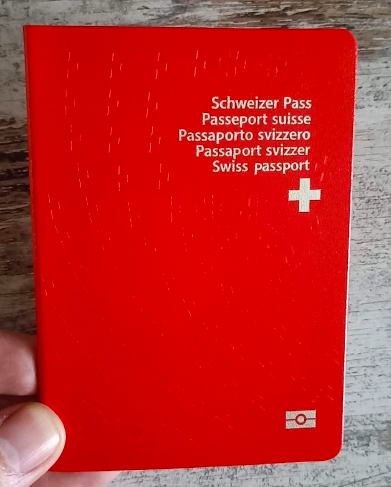 Schweizer Pass
Passeport suisse
Passaporto svizzero
Passaport svizzer
Swiss passport